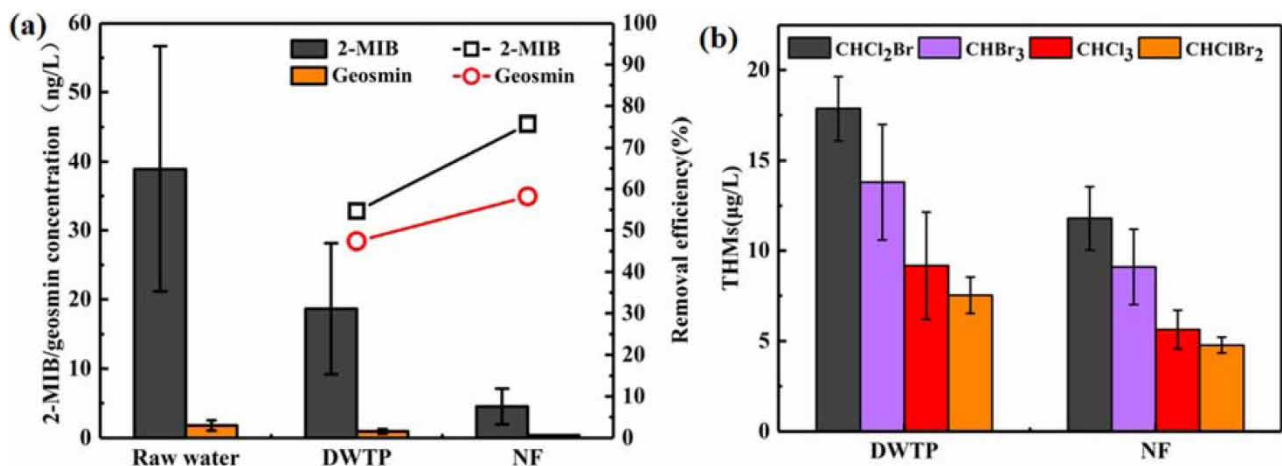 (a)
60
50
40
30
20
10
0
2-MIB/geosmin concentration（ng/L）
2-MIB
2-MIB
Geosmin
Geosmin
100
90
80
70
60
50
40
30
20
10
0
Removal efficiency(%)
Raw water DWTP NF
(b)
CHCl₂Br CHBr₃ CHCl₃ CHClBr₂
20
15
10
5
0
THMs(μg/L)
DWTP NF